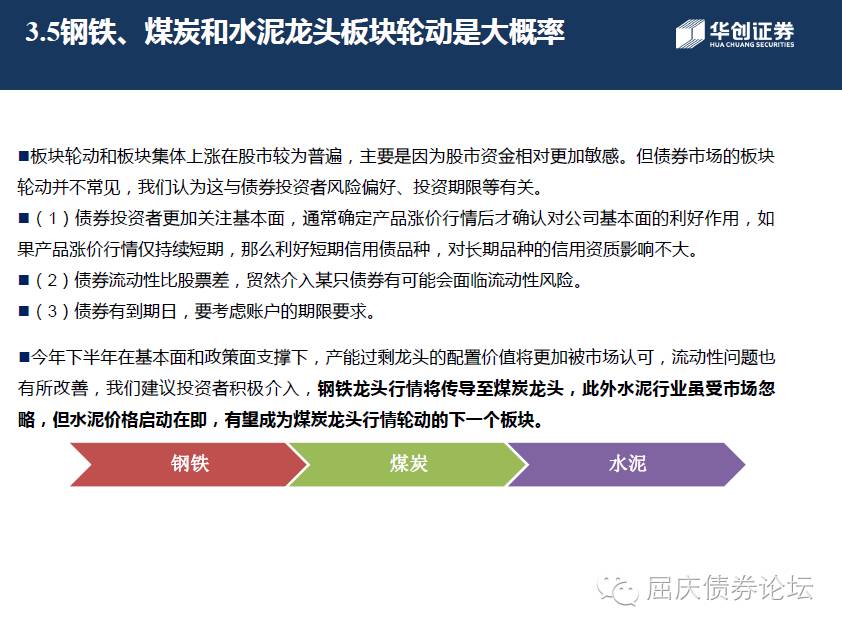 3.5钢铁、煤炭和水泥龙头板块轮动是大概率
华创证券
HUA CHUANG SECURITIES
■板块轮动和板块集体上涨在股市较为普遍，主要是因为股市资金相对更加敏感。但债券市场的板块
轮动并不常见，我们认为这与债券投资者风险偏好、投资期限等有关。
■（1）债券投资者更加关注基本面，通常确定产品涨价行情后才确认对公司基本面的利好作用，如
果产品涨价行情仅持续短期，那么利好短期信用债品种，对长期品种的信用资质影响不大。
■（2）债券流动性比股票差，贸然介入某只债券有可能会面临流动性风险。
■（3）债券有到期日，要考虑账户的期限要求。
■今年下半年在基本面和政策面支撑下，产能过剩龙头的配置价值将更加被市场认可，流动性问题也
有所改善，我们建议投资者积极介入，钢铁龙头行情将传导至煤炭龙头，此外水泥行业虽受市场忽
略，但水泥价格启动在即，有望成为煤炭龙头行情轮动的下一个板块。
钢铁
煤炭
水泥
屈庆债券论坛